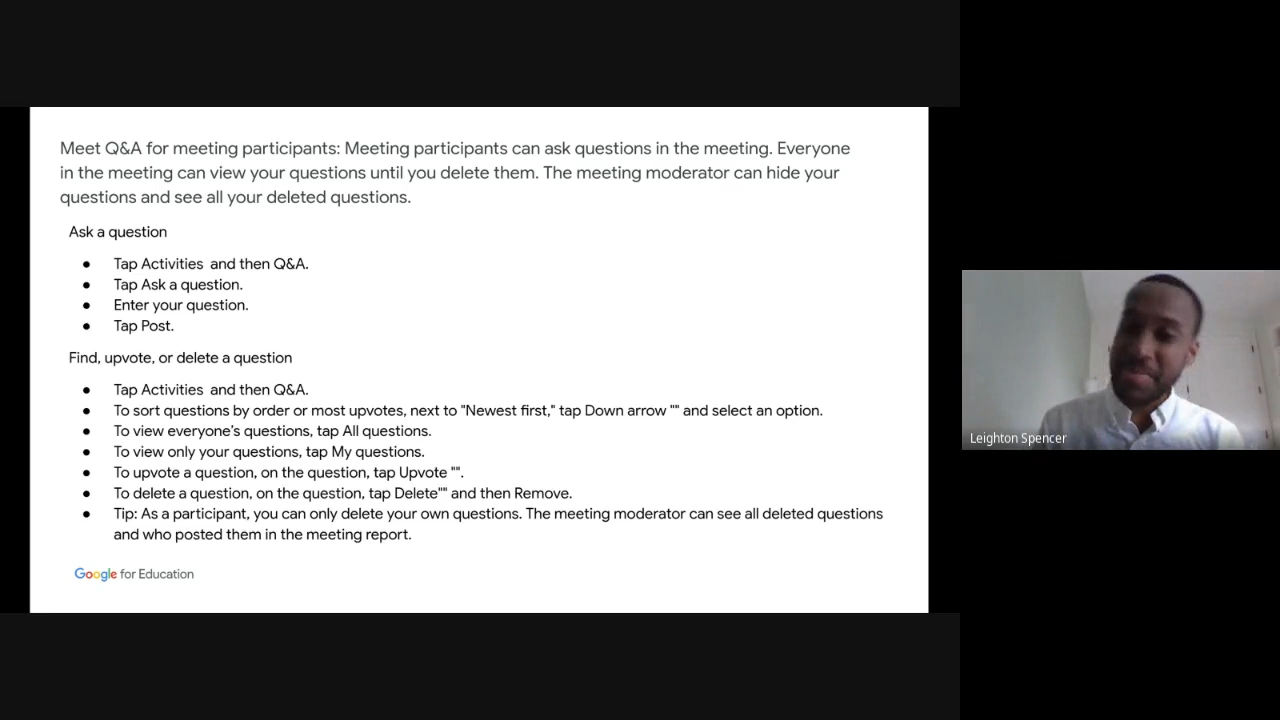 Meet Q&A for meeting participants: Meeting participants can ask questions in the meeting. Everyone
in the meeting can view your questions until you delete them. The meeting moderator can hide your
questions and see all your deleted questions.
Ask a question
● Tap Activities  and then Q&A.
● Tap Ask a question.
● Enter your question.
● Tap Post.
Find, upvote, or delete a question
● Tap Activities  and then Q&A.
● To sort questions by order or most upvotes, next to "Newest first," tap Down arrow "" and select an option.
● To view everyone’s questions, tap All questions.
● To view only your questions, tap My questions.
● To upvote a question, on the question, tap Upvote "".
● To delete a question, on the question, tap Delete"" and then Remove.
● Tip: As a participant, you can only delete your own questions. The meeting moderator can see all deleted questions
and who posted them in the meeting report.
Google for Education
Leighton Spencer